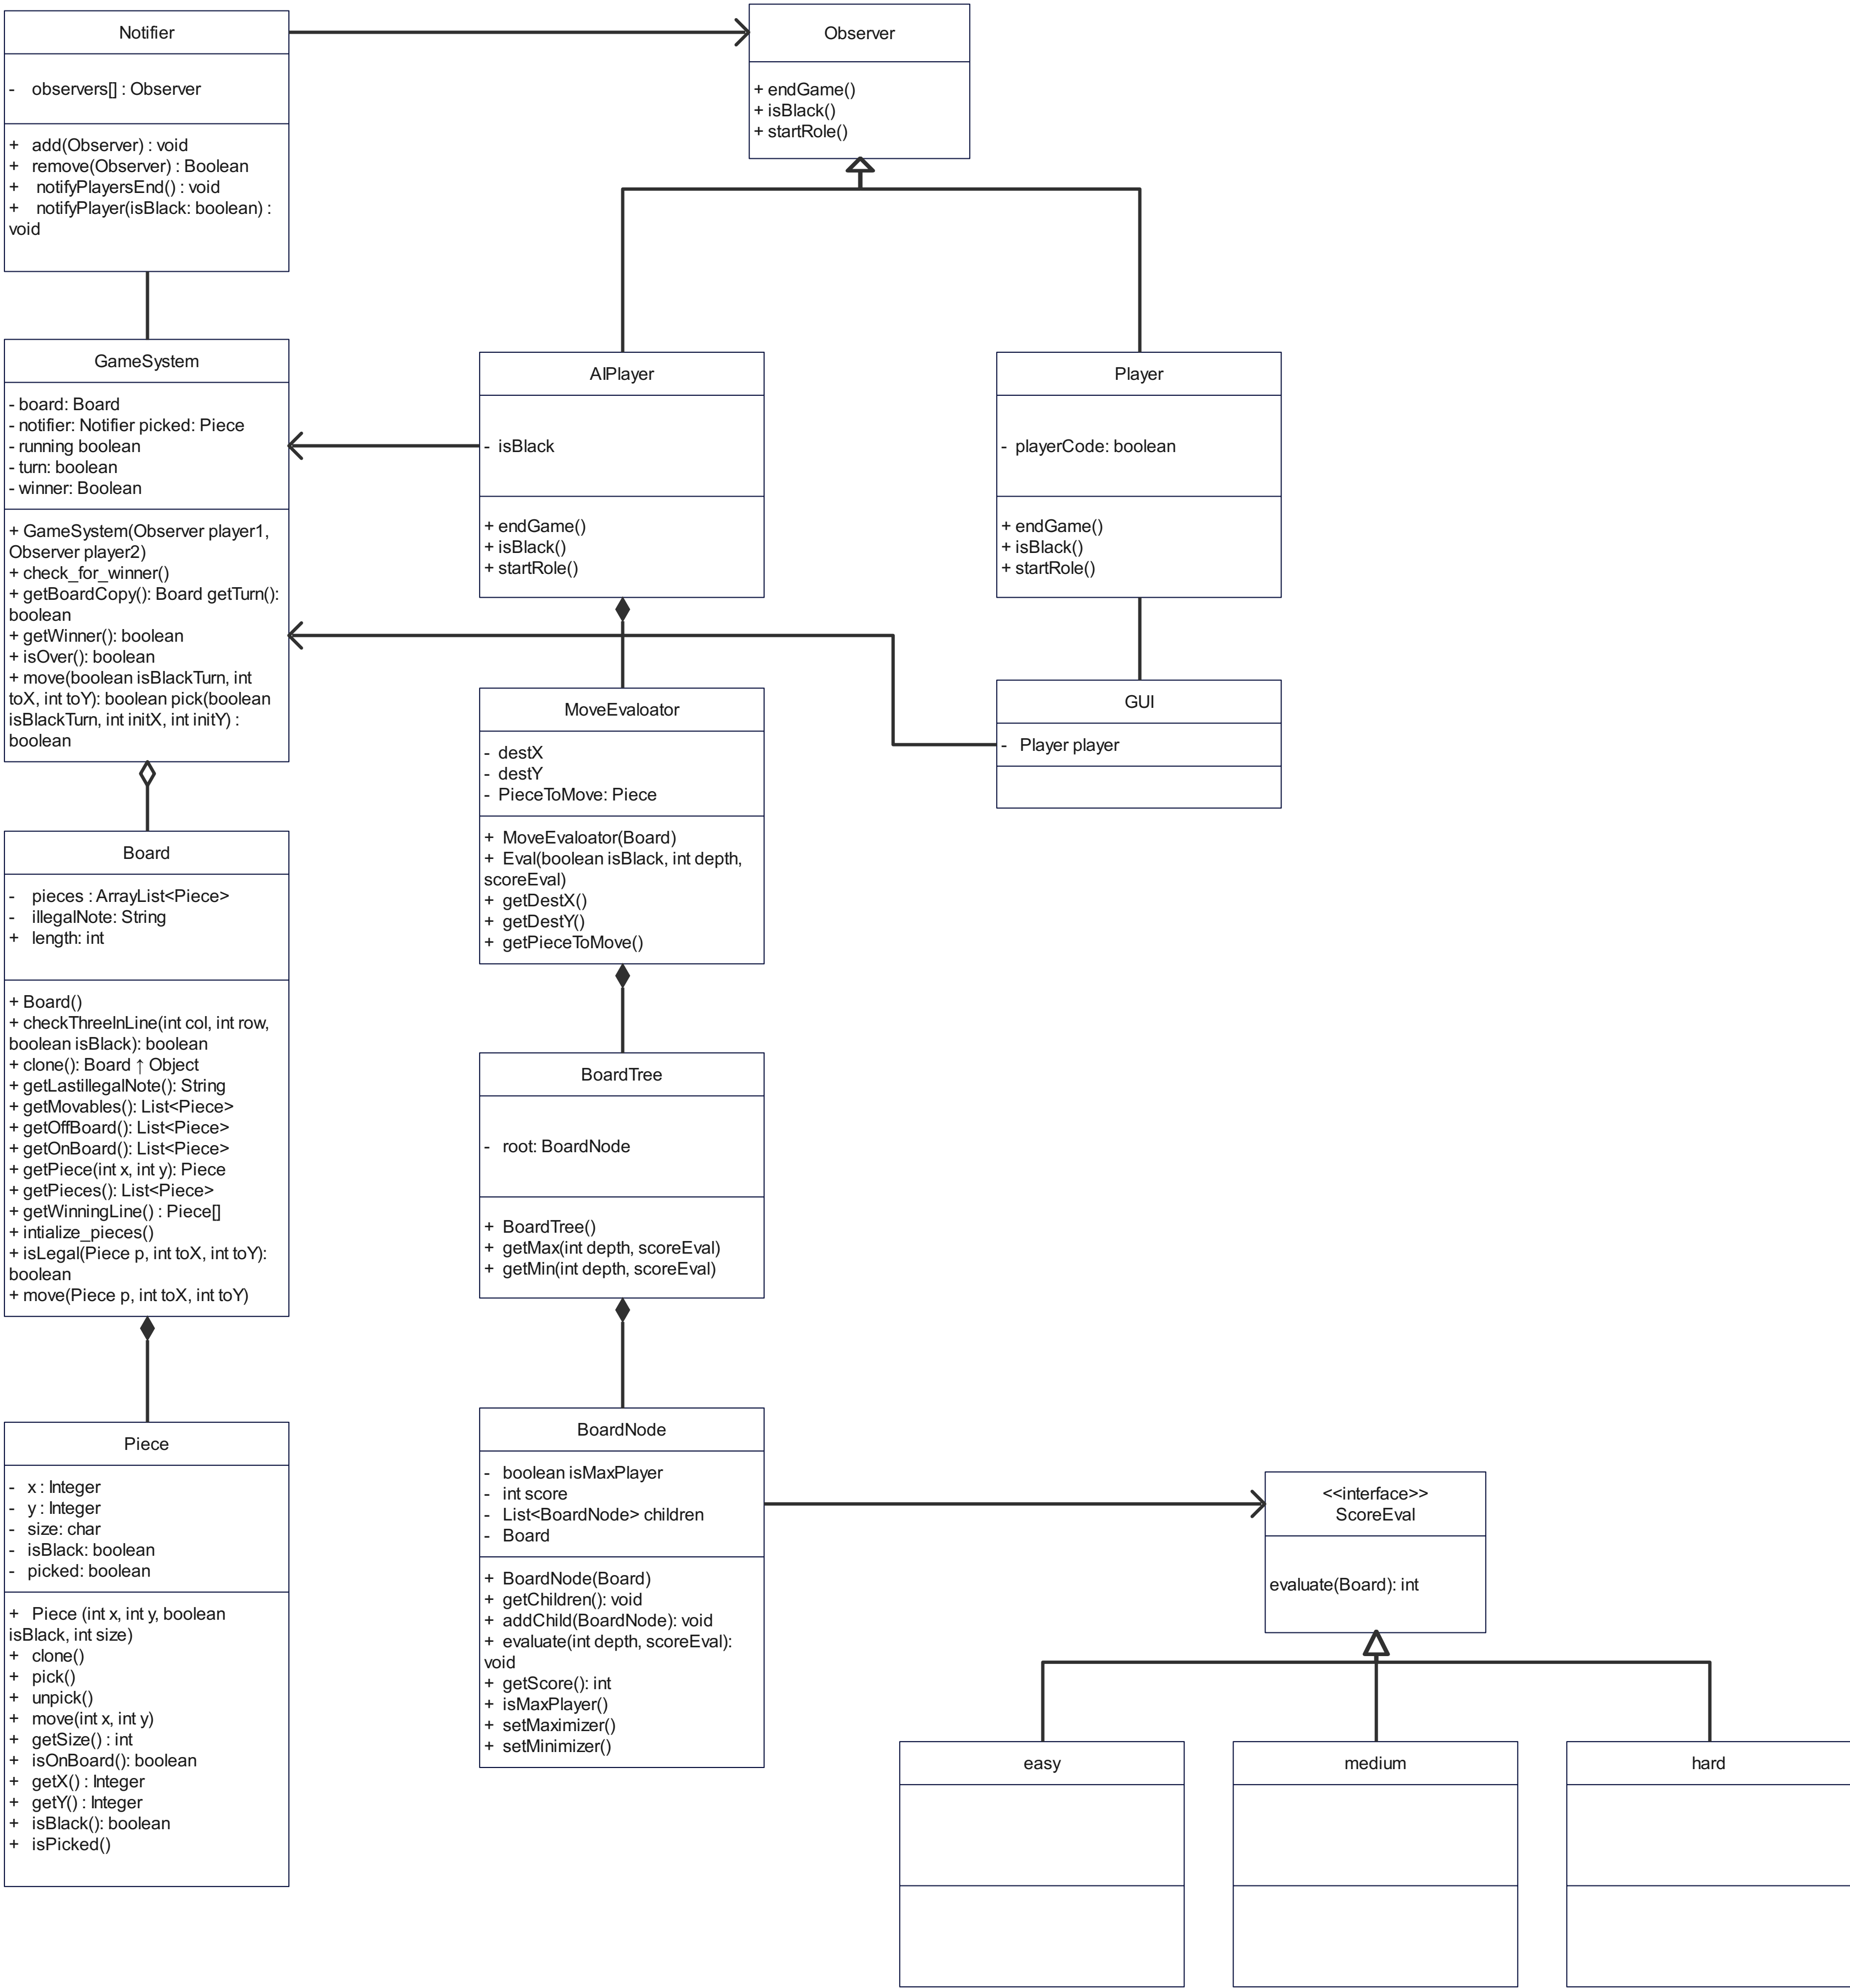 Notifier
- observers[] : Observer
+ add(Observer) : void
+ remove(Observer) : Boolean
+ notifyPlayersEnd() : void
+ notifyPlayer(isBlack: boolean) :
void
Observer
+ endGame()
+ isBlack()
+ startRole()
GameSystem
- board: Board
- notifier: Notifier picked: Piece
- running boolean
- turn: boolean
- winner: Boolean
+ GameSystem(Observer player1,
Observer player2)
+ check_for_winner()
+ getBoardCopy(): Board getTurn():
boolean
+ getWinner(): boolean
+ isOver(): boolean
+ move(boolean isBlackTurn, int
toX, int toY): boolean pick(boolean
isBlackTurn, int initX, int initY) :
boolean
AIPlayer
- isBlack
+ endGame()
+ isBlack()
+ startRole()
Player
- playerCode: boolean
+ endGame()
+ isBlack()
+ startRole()
MoveEvaloator
- destX
- destY
- PieceToMove: Piece
+ MoveEvaloator(Board)
+ Eval(boolean isBlack, int depth,
scoreEval)
+ getDestX()
+ getDestY()
+ getPieceToMove()
GUI
- Player player
Board
- pieces : ArrayList<Piece>
- illegalNote: String
+ length: int
+ Board()
+ checkThreeInLine(int col, int row,
boolean isBlack): boolean
+ clone(): Board ↑ Object
+ getLastillegalNote(): String
+ getMovables(): List<Piece>
+ getOffBoard(): List<Piece>
+ getOnBoard(): List<Piece>
+ getPiece(int x, int y): Piece
+ getPieces(): List<Piece>
+ getWinningLine() : Piece[]
+ intialize_pieces()
+ isLegal(Piece p, int toX, int toY):
boolean
+ move(Piece p, int toX, int toY)
BoardTree
- root: BoardNode
+ BoardTree()
+ getMax(int depth, scoreEval)
+ getMin(int depth, scoreEval)
Piece
- x : Integer
- y : Integer
- size: char
- isBlack: boolean
- picked: boolean
+ Piece (int x, int y, boolean
isBlack, int size)
+ clone()
+ pick()
+ unpick()
+ move(int x, int y)
+ getSize() : int
+ isOnBoard(): boolean
+ getX() : Integer
+ getY() : Integer
+ isBlack(): boolean
+ isPicked()
BoardNode
- boolean isMaxPlayer
- int score
- List<BoardNode> children
- Board
+ BoardNode(Board)
+ getChildren(): void
+ addChild(BoardNode): void
+ evaluate(int depth, scoreEval):
void
+ getScore(): int
+ isMaxPlayer()
+ setMaximizer()
+ setMinimizer()
<<interface>>
ScoreEval
evaluate(Board): int
easy
medium
hard